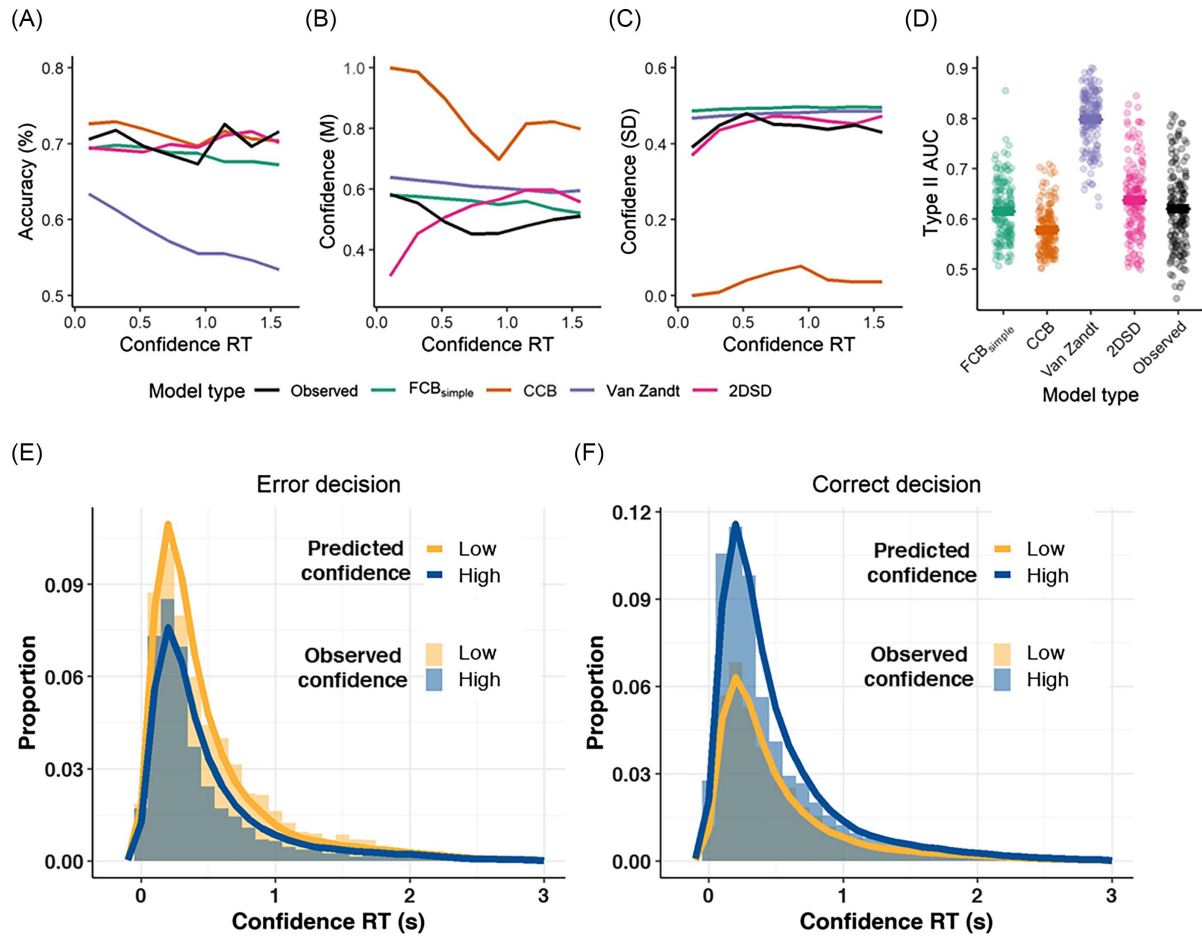 (A)
(B)
(C)
(D)
0.8
0.7
0.6
0.5
Accuracy (%)
0.0 0.5 1.0 1.5
Confidence RT
1.0
0.8
0.6
0.4
Confidence (M)
0.0 0.5 1.0 1.5
Confidence RT
0.6
0.4
0.2
0.0
Confidence (SD)
0.0 0.5 1.0 1.5
Confidence RT
0.9
0.8
0.7
0.6
0.5
Type II AUC
FCBsimple
CCB
Van Zandt
2DSD
Observed
Model type
Model type Observed FCBsimple CCB Van Zandt 2DSD
(E)
Error decision
Predicted confidence
Low
High
Observed confidence
Low
High
0.09
0.06
0.03
0.00
Proportion
0 1 2 3
Confidence RT (s)
(F)
Correct decision
Predicted confidence
Low
High
Observed confidence
Low
High
0.12
0.09
0.06
0.03
0.00
Proportion
0 1 2 3
Confidence RT (s)